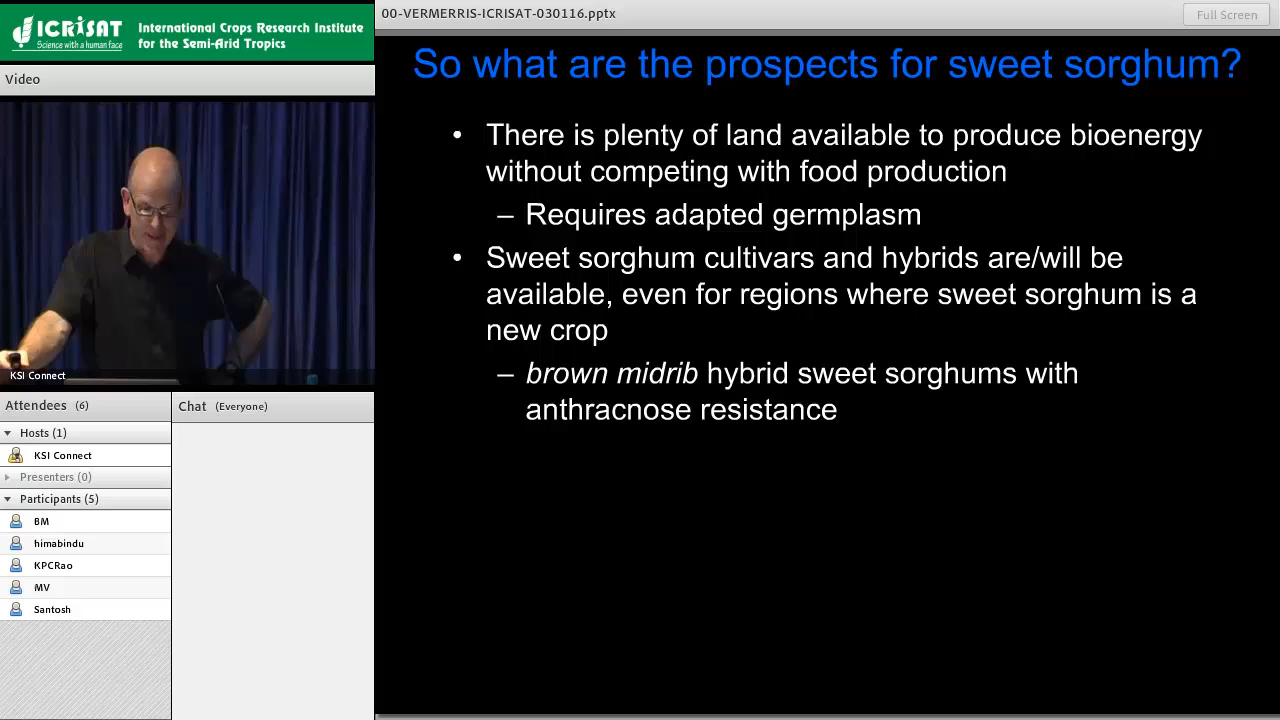 ICRISAT
Science with a human face
International Crops Research Institute
for the Semi-Arid Tropics
00-VERMERRIS-ICRISAT-030116.pptx
Full Screen
Video
KSI Connect
Attendees (6)
Hosts (1)
KSI Connect
Presenters (0)
Participants (5)
BM
himabindu
KPCRao
MV
Santosh
Chat (Everyone)
So what are the prospects for sweet sorghum?
• There is plenty of land available to produce bioenergy
without competing with food production
– Requires adapted germplasm
• Sweet sorghum cultivars and hybrids are/will be
available, even for regions where sweet sorghum is a
new crop
– brown midrib hybrid sweet sorghums with
anthracnose resistance